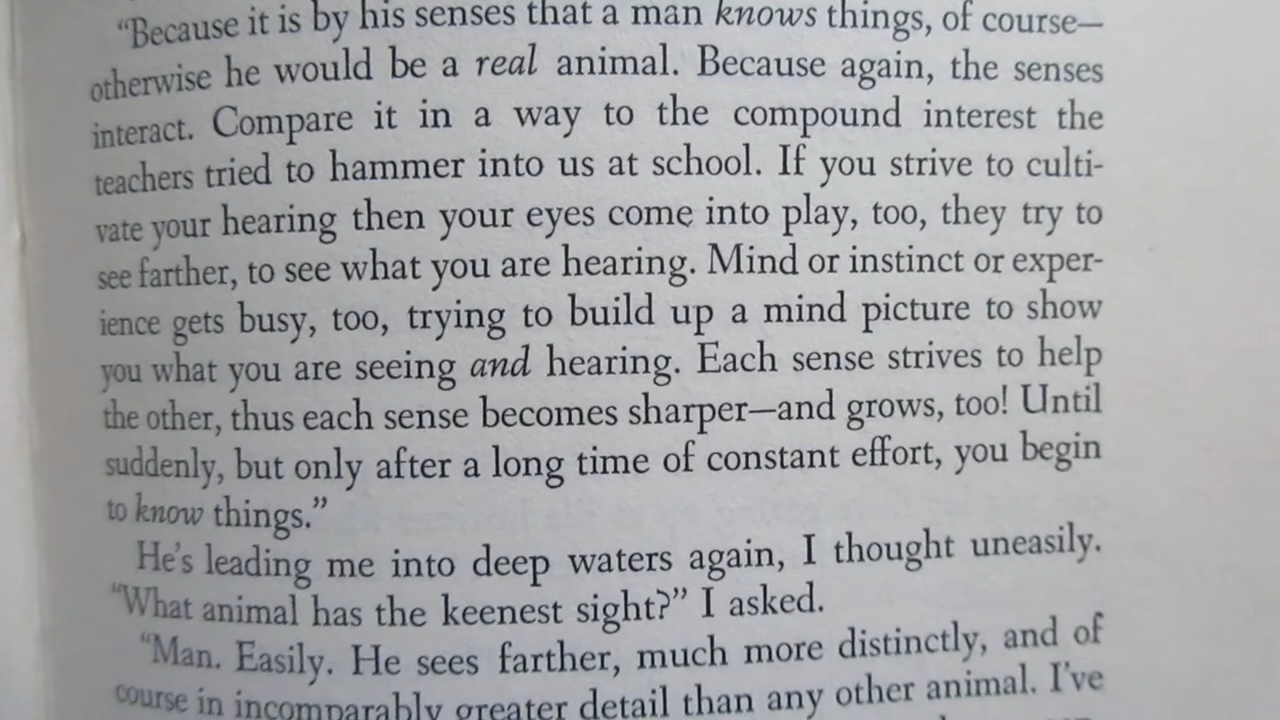 “Because it is by his senses that a man knows things, of course—
otherwise he would be a real animal. Because again, the senses
interact. Compare it in a way to the compound interest the
teachers tried to hammer into us at school. If you strive to culti-
vate your hearing then your eyes come into play, too, they try to
see farther, to see what you are hearing. Mind or instinct or exper-
ience gets busy, too, trying to build up a mind picture to show
you what you are seeing and hearing. Each sense strives to help
the other, thus each sense becomes sharper—and grows, too! Until
suddenly, but only after a long time of constant effort, you begin
to know things.”
He’s leading me into deep waters again, I thought uneasily.
“What animal has the keenest sight?” I asked.
“Man. Easily. He sees farther, much more distinctly, and of
course in incomparably greater detail than any other animal. I’ve